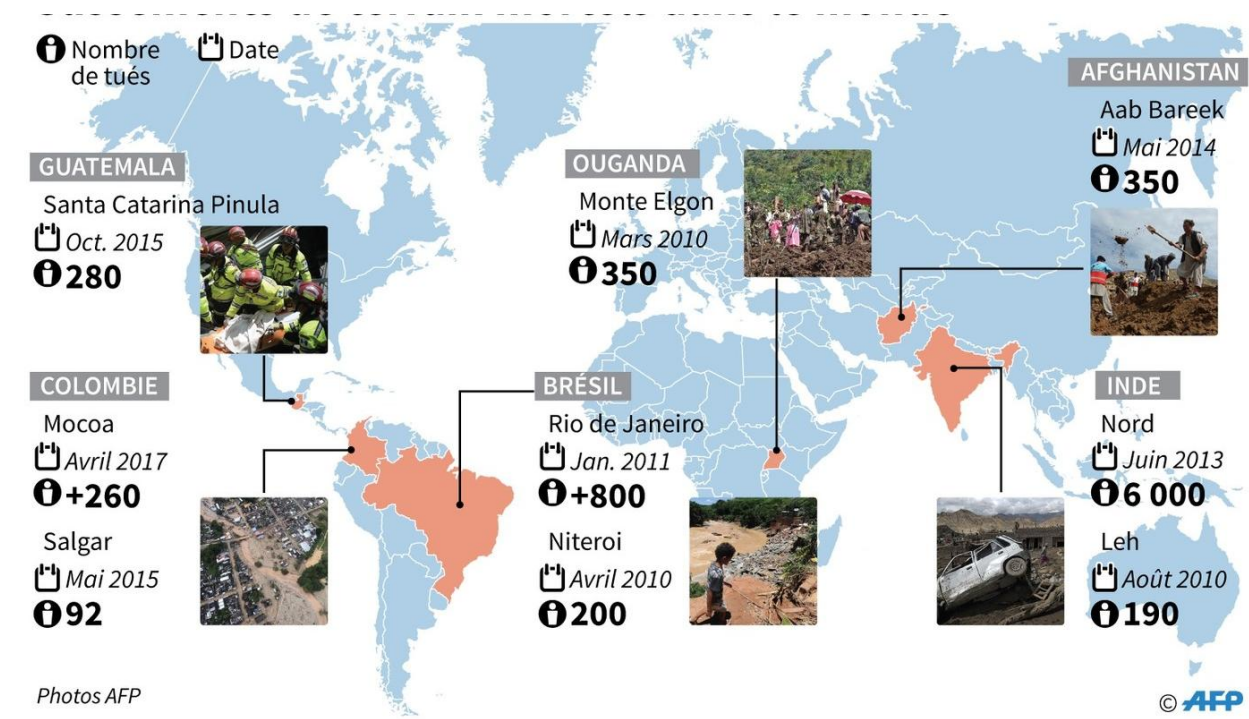 Nombre
de tués
Date
GUATEMALA
Santa Catarina Pinula
Oct. 2015
280
COLOMBIE
Mocoa
Avril 2017
+260
Salgar
Mai 2015
92
OUGANDA
Monte Elgon
Mars 2010
350
BRÉSIL
Rio de Janeiro
Jan. 2011
+800
Niteroi
Avril 2010
200
AFGHANISTAN
Aab Bareek
Mai 2014
350
INDE
Nord
Juin 2013
6 000
Leh
Août 2010
190
Photos AFP
© AFP